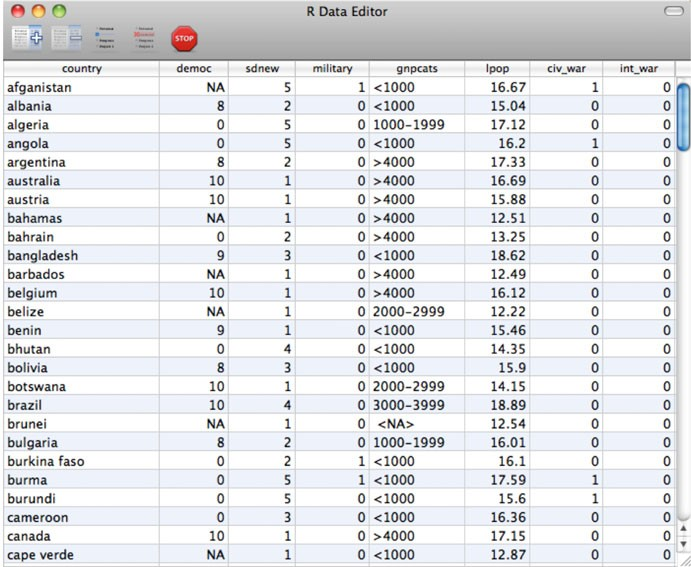 R Data Editor
STOP
country democ sdnew military gnpcats lpop civ_war int_war
afganistan NA 5 1 <1000 16.67 1 0
albania 8 2 0 <1000 15.04 0 0
algeria 0 5 0 1000-1999 17.12 0 0
angola 0 5 0 <1000 16.2 1 0
argentina 8 2 0 >4000 17.33 0 0
australia 10 1 0 >4000 16.69 0 0
austria 10 1 0 >4000 15.88 0 0
bahamas NA 1 0 >4000 12.51 0 0
bahrain 0 2 0 >4000 13.25 0 0
bangladesh 9 3 0 <1000 18.62 0 0
barbados NA 1 0 >4000 12.49 0 0
belgium 10 1 0 >4000 16.12 0 0
belize NA 1 0 2000-2999 12.22 0 0
benin 9 1 0 <1000 15.46 0 0
bhutan 0 4 0 <1000 14.35 0 0
bolivia 8 3 0 <1000 15.9 0 0
botswana 10 1 0 2000-2999 14.15 0 0
brazil 10 4 0 3000-3999 18.89 0 0
brunei NA 1 0 <NA> 12.54 0 0
bulgaria 8 2 0 1000-1999 16.01 0 0
burkina faso 0 2 1 <1000 16.1 0 0
burma 0 5 1 <1000 17.59 1 0
burundi 0 5 0 <1000 15.6 1 0
cameroon 0 3 0 <1000 16.36 0 0
canada 10 1 0 >4000 17.15 0 0
cape verde NA 1 0 <1000 12.87 0 0